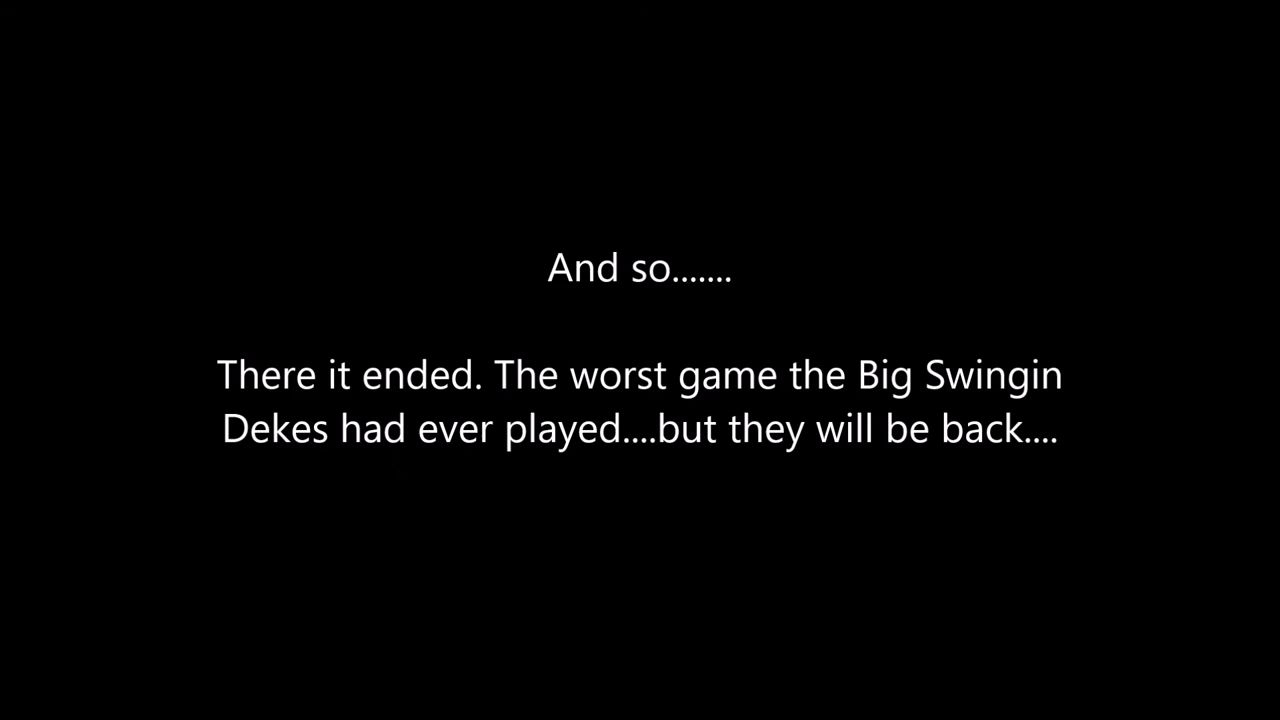 And so.......
There it ended. The worst game the Big Swingin
Dekes had ever played....but they will be back....